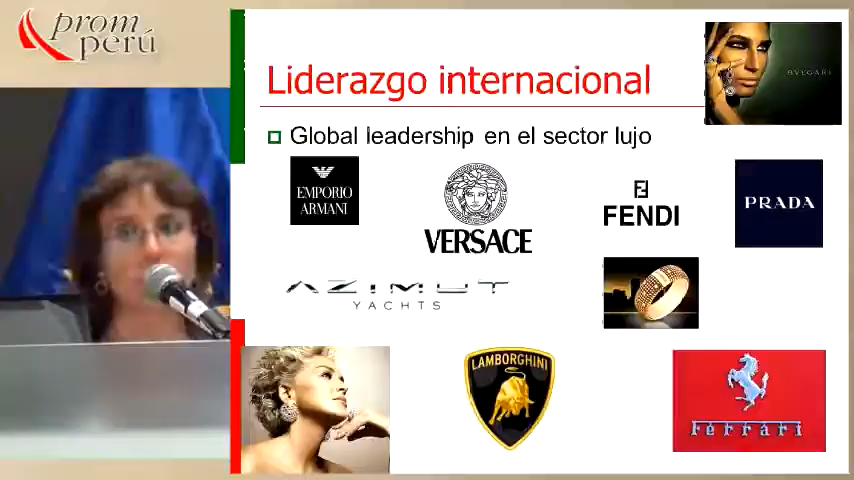 prom
perú
Liderazgo internacional
BVLGARI
Global leadership en el sector lujo
EMPORIO
ARMANI
VERSACE
FENDI
PRADA
AZIMUT
YACHTS
LAMBORGHINI
Ferrari